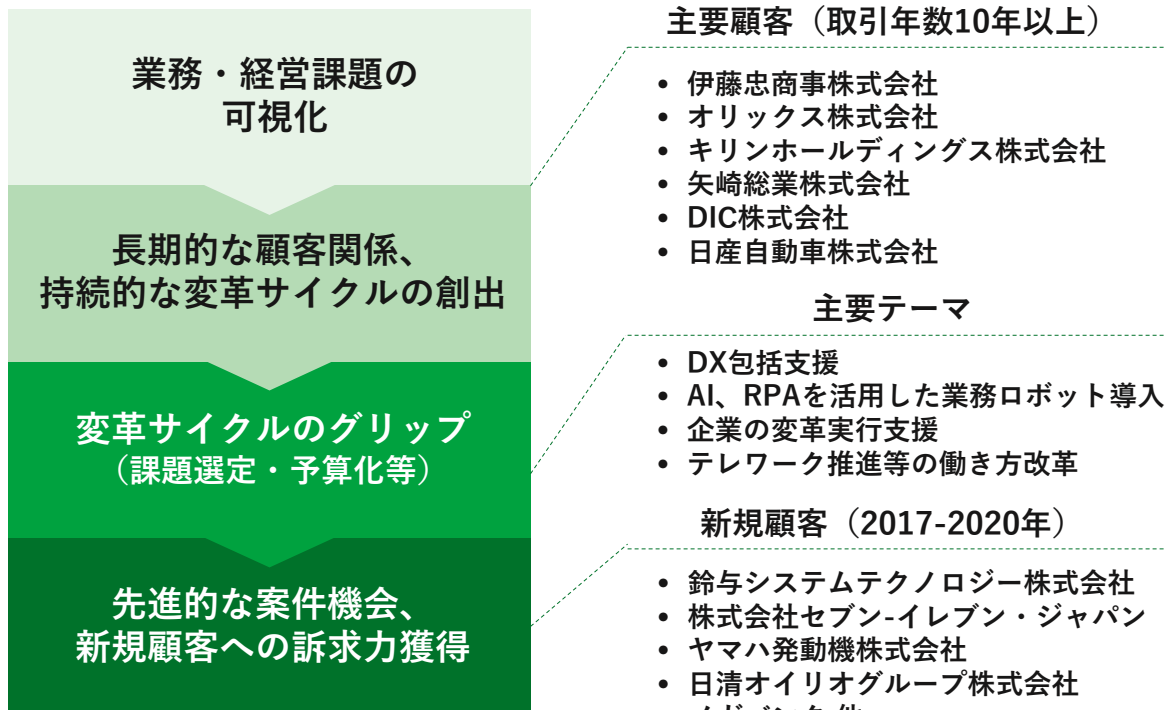 業務・経営課題の
可視化
長期的な顧客関係、
持続的な変革サイクルの創出
変革サイクルのグリップ
（課題選定・予算化等）
先進的な案件機会、
新規顧客への訴求力獲得
主要顧客（取引年数10年以上）
• 伊藤忠商事株式会社
• オリックス株式会社
• キリンホールディングス株式会社
• 矢崎総業株式会社
• DIC株式会社
• 日産自動車株式会社
主要テーマ
• DX包括支援
• AI、RPAを活用した業務ロボット導入
• 企業の変革実行支援
• テレワーク推進等の働き方改革
新規顧客（2017-2020年）
• 鈴与システムテクノロジー株式会社
• 株式会社セブン-イレブン・ジャパン
• ヤマハ発動機株式会社
• 日清オイリオグループ株式会社